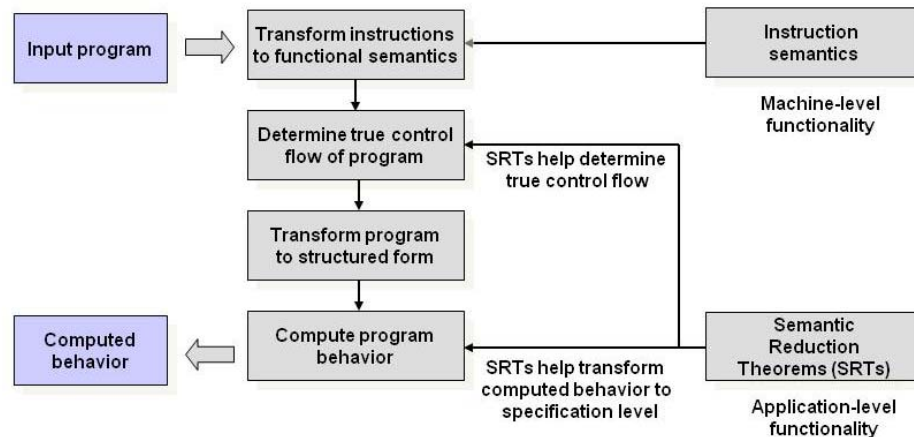 Input program
Transform instructions
to functional semantics
Instruction
semantics
Machine-level
functionality
Determine true control
flow of program
SRTs help determine
true control flow
Transform program
to structured form
Computed
behavior
Compute program
behavior
Semantic
Reduction
Theorems (SRTs)
SRTs help transform
computed behavior to
specification level
Application-level
functionality